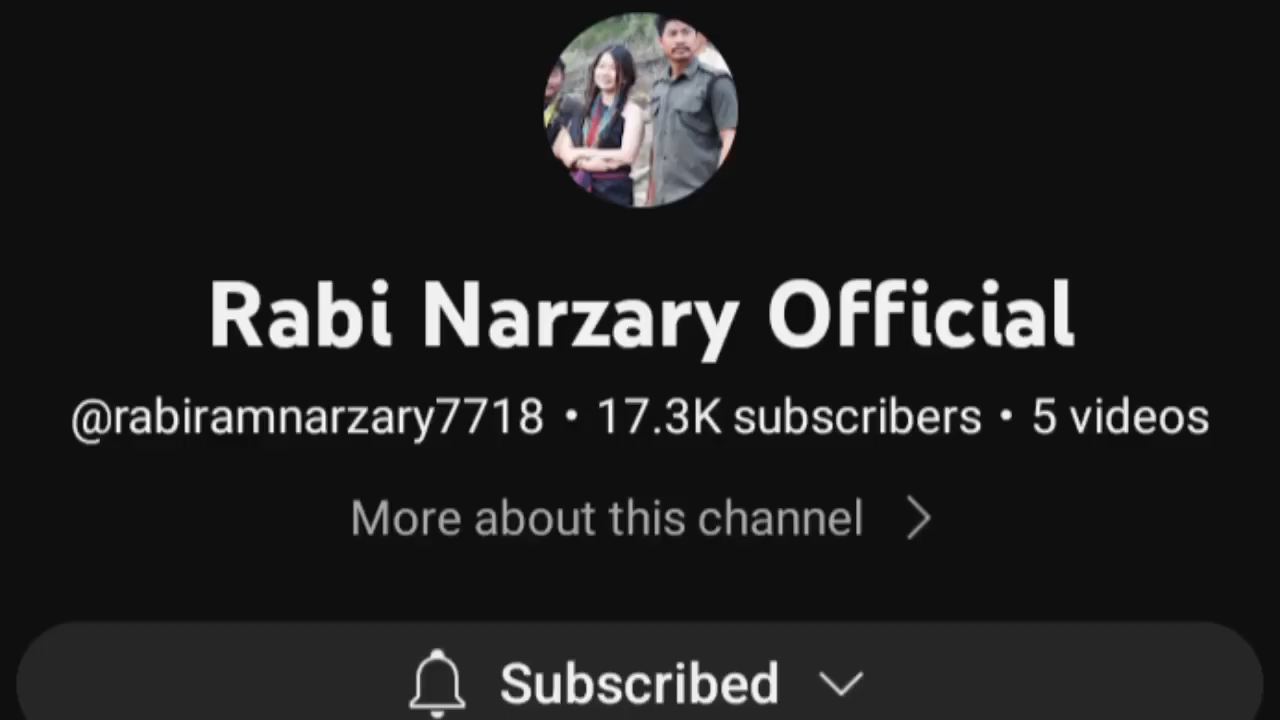 Rabi Narzary Official
@rabiramnarzary7718 • 17.3K subscribers • 5 videos
More about this channel
Subscribed